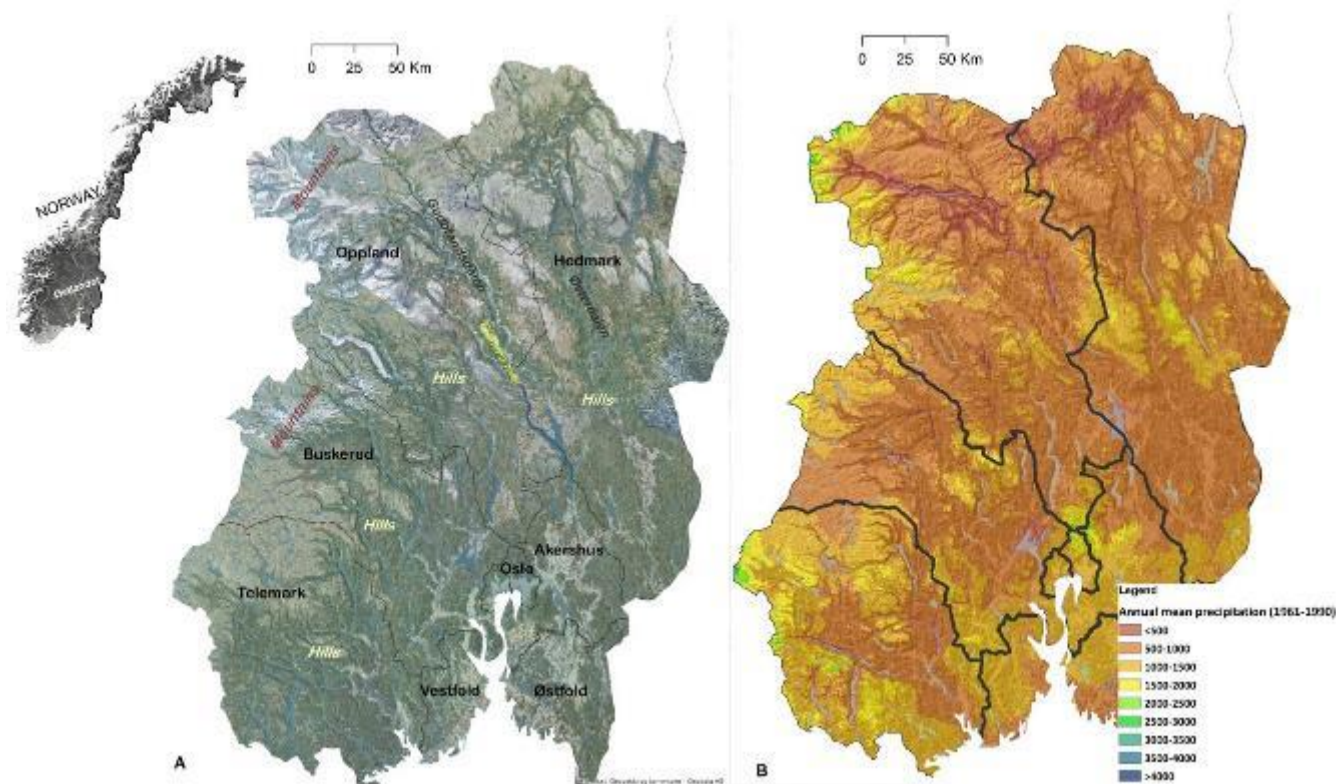 NORWAY
0 25 50 Km
Mountains
Oppland
Hedmark
Hills
Hills
Mountains
Buskerud
Hills
Akershus
Oslo
Telemark
Hills
Vestfold
Østfold
A
0 25 50 Km
Legend
Annual mean precipitation (1961-1990)
<500
500-1000
1000-1500
1500-2000
2000-2500
2500-3000
3000-3500
3500-4000
>4000
B